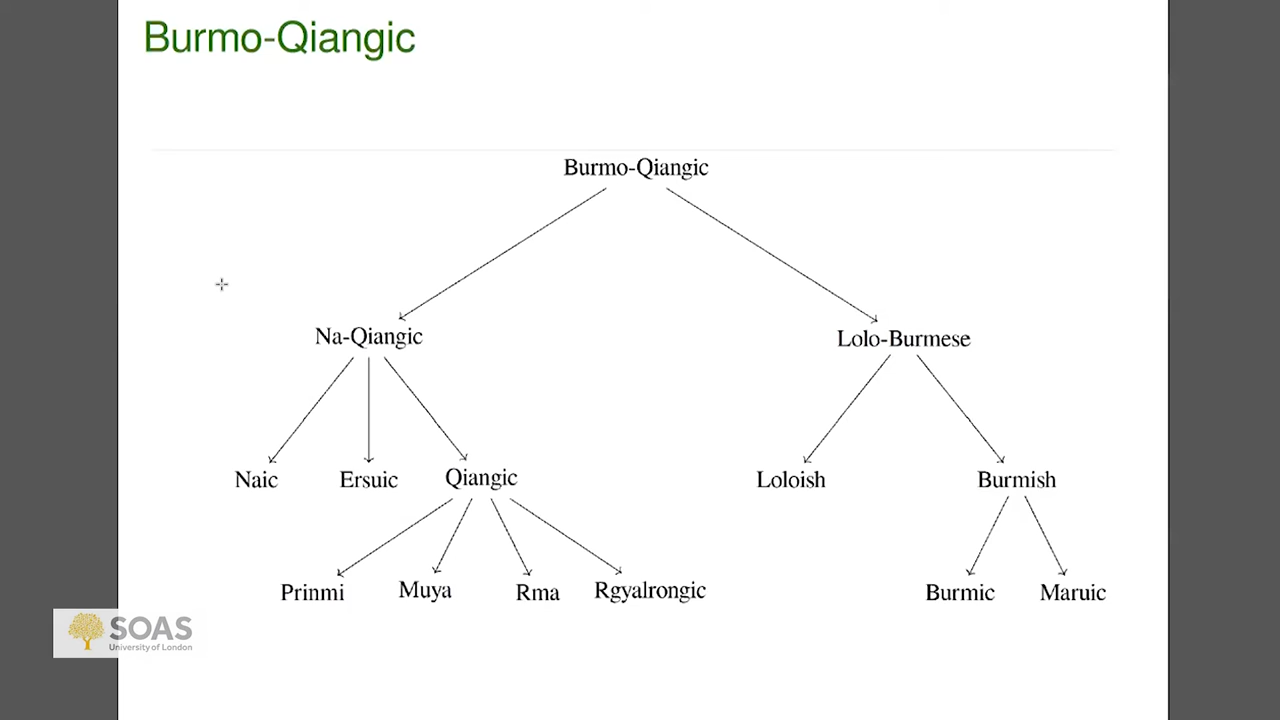 Burmo-Qiangic
Burmo-Qiangic
Na-Qiangic Lolo-Burmese
Naic Ersuic Qiangic Loloish Burmish
Prinmi Muya Rma Rgyalrongic Burmic Maruic
SOAS
University of London